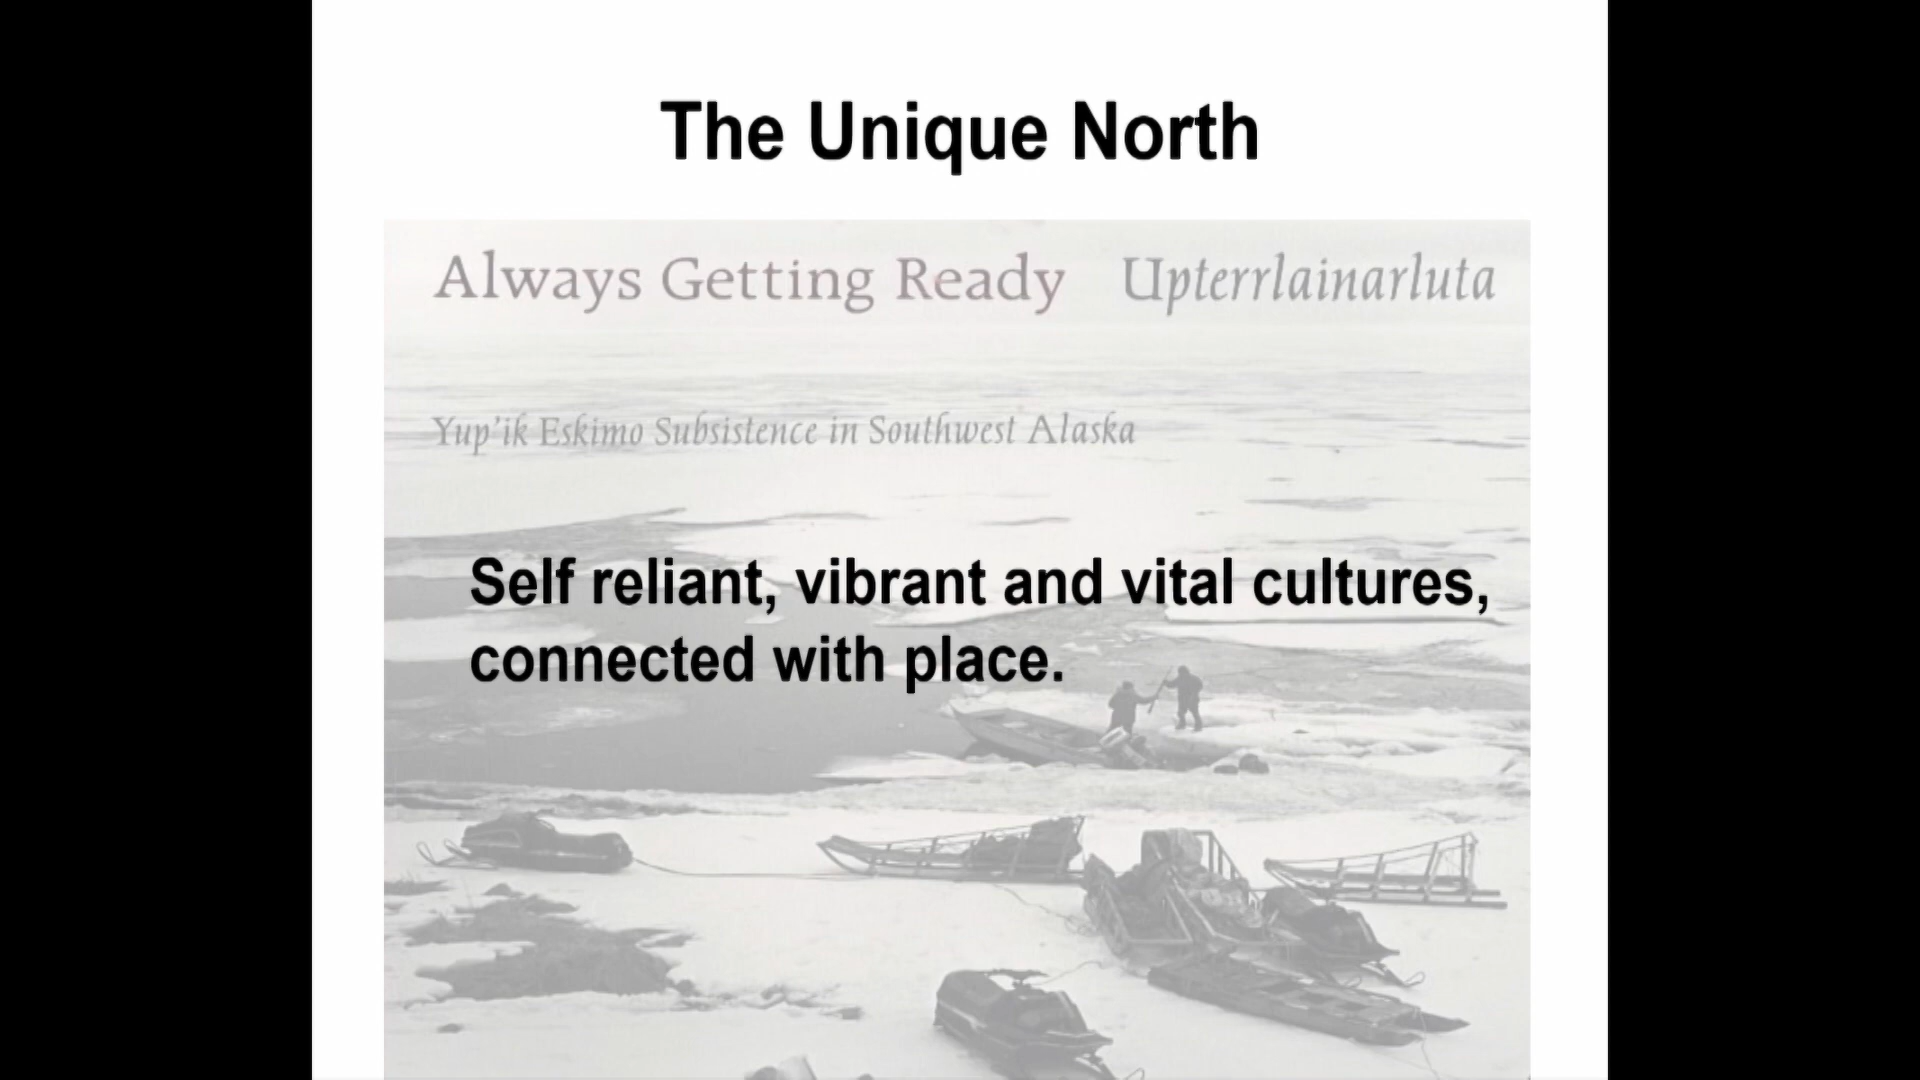 The Unique North
Always Getting Ready Upterrlainarluta
Yup'ik Eskimo Subsistence in Southwest Alaska
Self reliant, vibrant and vital cultures,
connected with place.